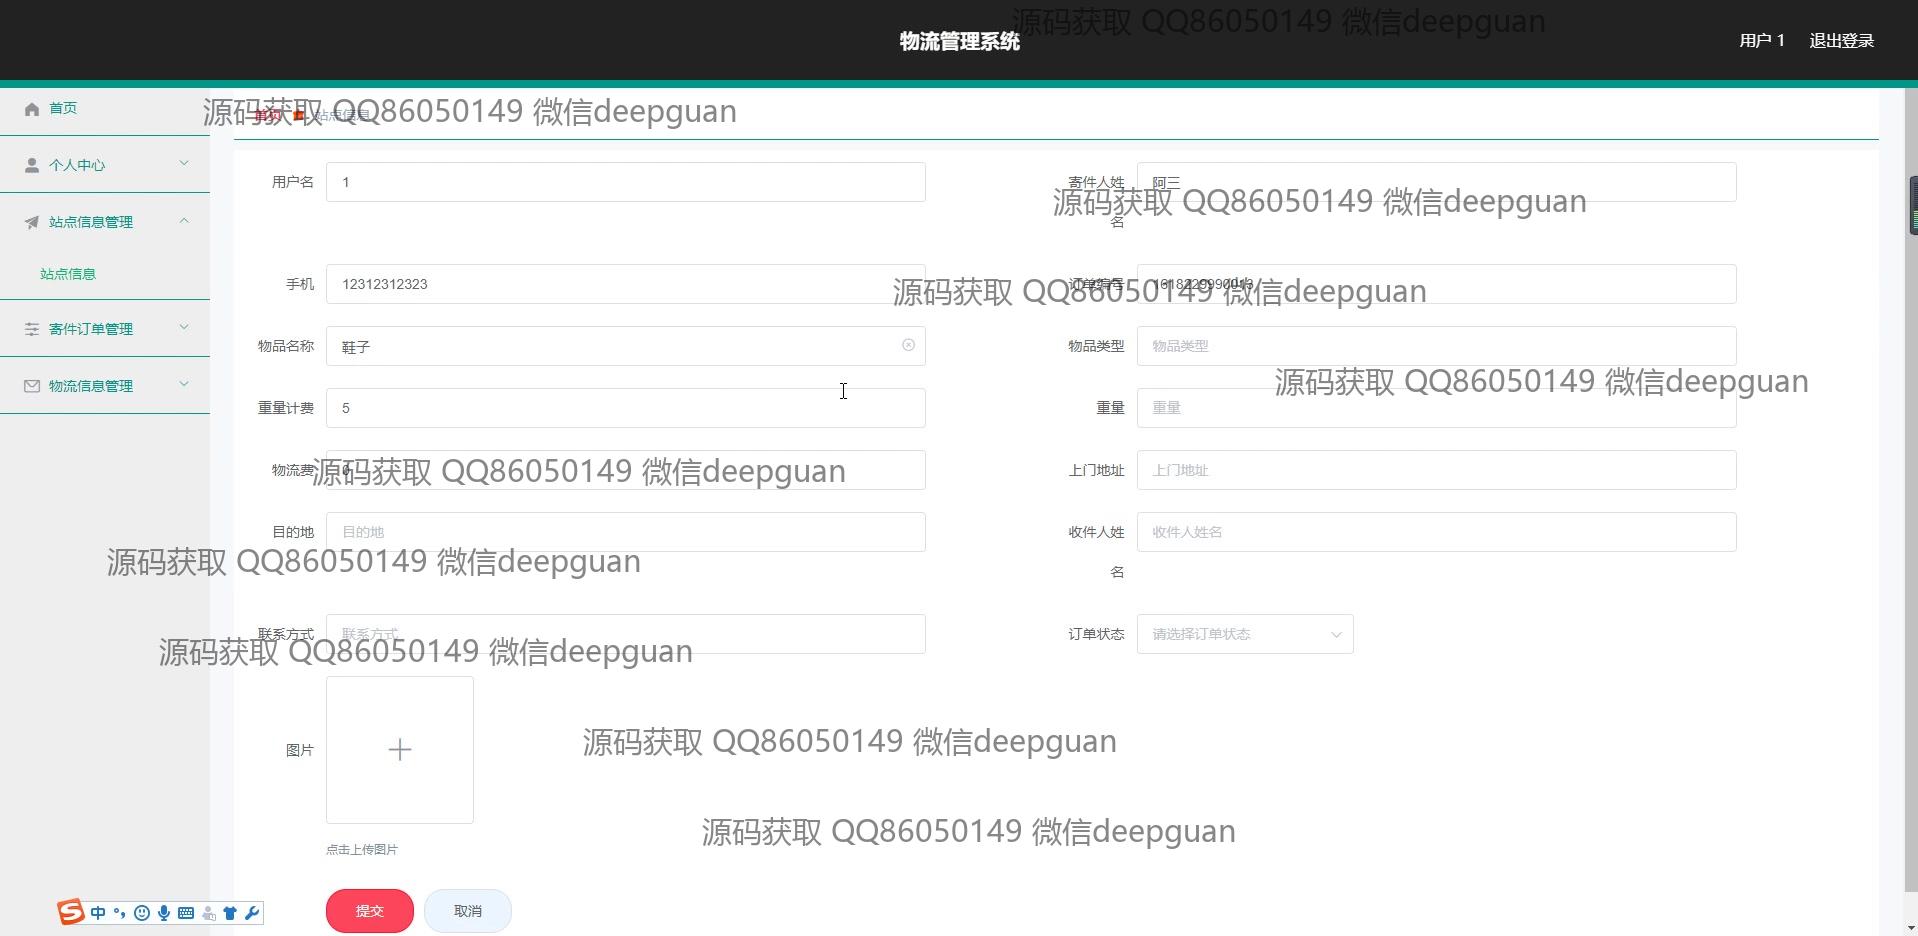 物流管理系统
源码获取 QQ86050149 微信deepguan
用户 1
退出登录
首页
源码获取 QQ86050149 微信deepguan
首页
站点信息
个人中心
用户名
1
寄件人姓名
阿三
源码获取 QQ86050149 微信deepguan
站点信息管理
站点信息
手机
12312312323
订单编号
源码获取 QQ86050149 微信deepguan
寄件订单管理
物品名称
鞋子
物品类型
物品类型
物流信息管理
源码获取 QQ86050149 微信deepguan
重量计费
5
重量
重量
物流费
0
源码获取 QQ86050149 微信deepguan
上门地址
上门地址
目的地
目的地
收件人姓名
收件人姓名
源码获取 QQ86050149 微信deepguan
联系方式
联系方式
订单状态
请选择订单状态
源码获取 QQ86050149 微信deepguan
图片
源码获取 QQ86050149 微信deepguan
源码获取 QQ86050149 微信deepguan
点击上传图片
中
提交
取消